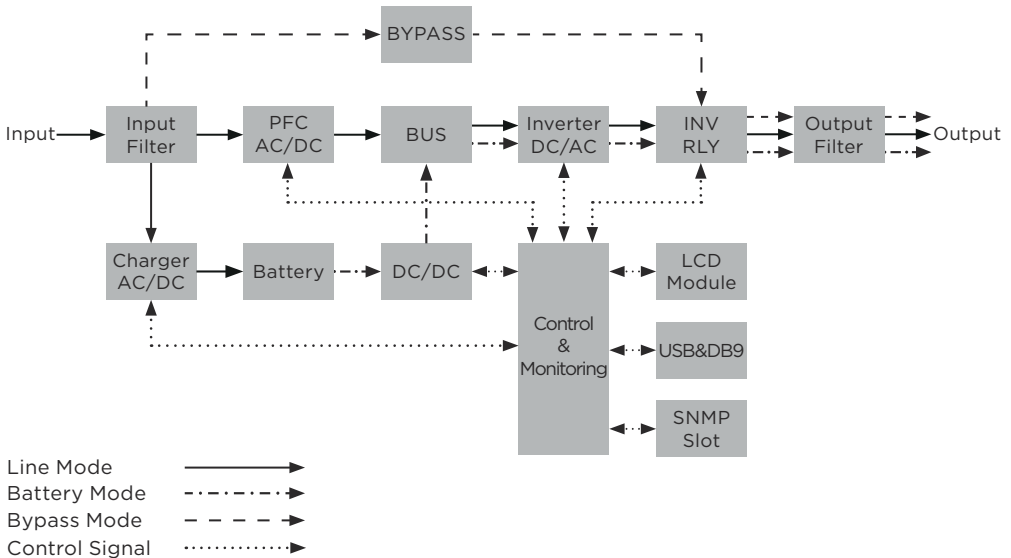 BYPASS
Input
Input
Filter
PFC
AC/DC
BUS
Inverter
DC/AC
INV
RLY
Output
Filter
Output
Charger
AC/DC
Battery
DC/DC
Control
&
Monitoring
LCD
Module
USB&DB9
SNMP
Slot
Line Mode
Battery Mode
Bypass Mode
Control Signal